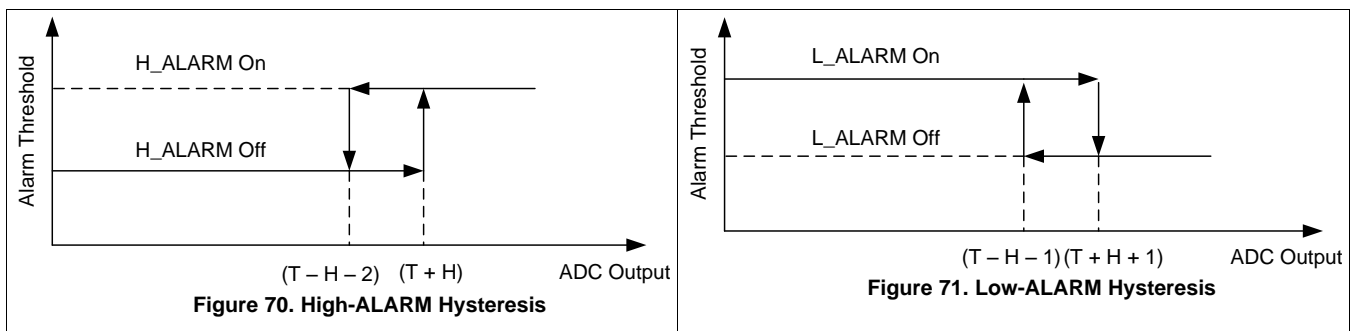 Alarm Threshold
H_ALARM On
H_ALARM Off
(T – H – 2) (T + H) ADC Output
Figure 70. High-ALARM Hysteresis
Alarm Threshold
L_ALARM On
L_ALARM Off
(T – H – 1) (T + H + 1) ADC Output
Figure 71. Low-ALARM Hysteresis